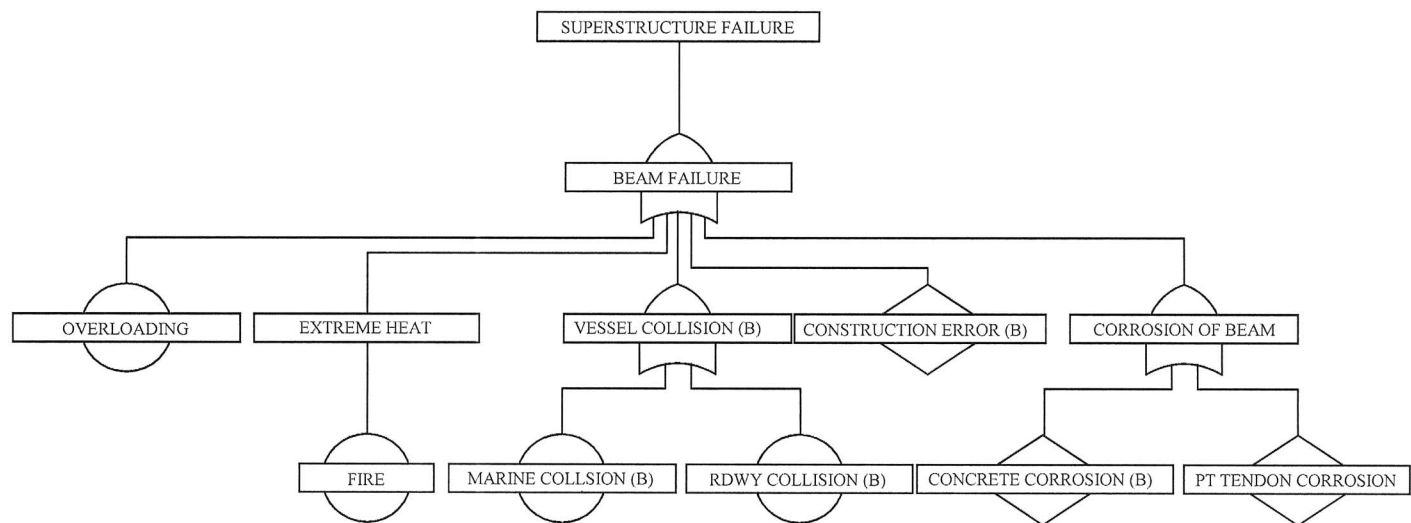 SUPERSTRUCTURE FAILURE
BEAM FAILURE
OVERLOADING
EXTREME HEAT
VESSEL COLLISION (B)
CONSTRUCTION ERROR (B)
CORROSION OF BEAM
FIRE
MARINE COLLSION (B)
RDWY COLLISION (B)
CONCRETE CORROSION (B)
PT TENDON CORROSION